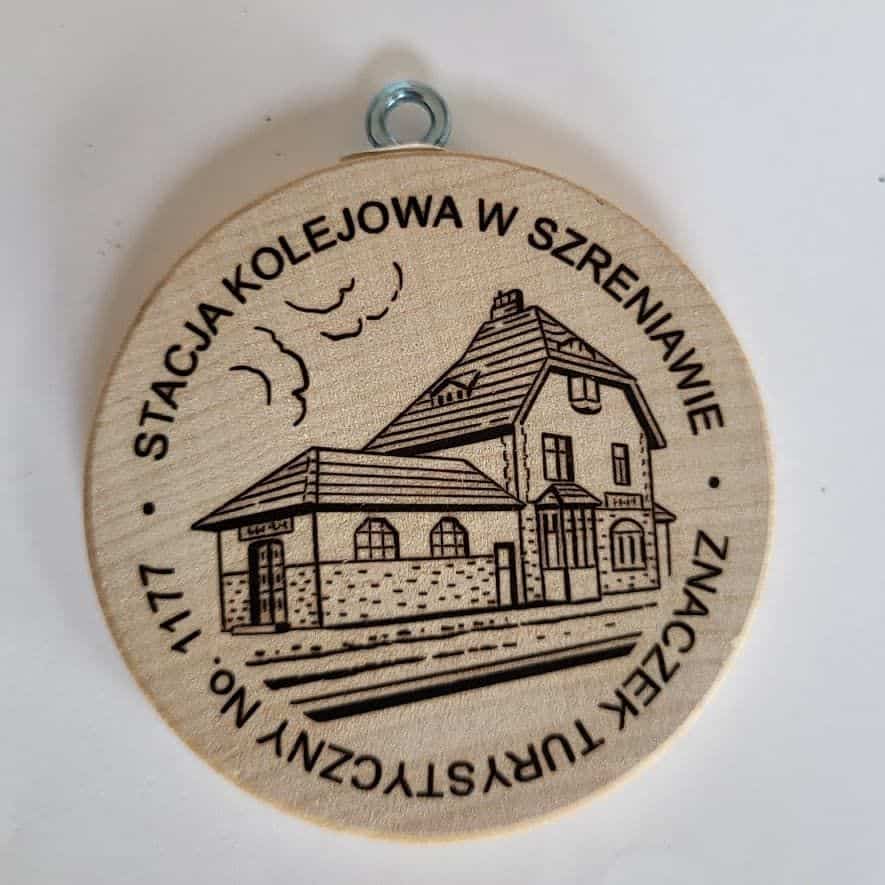 STACJA KOLEJOWA W SZRENIAWIE
ZNACZEK TURYSTYCZNY No. 1177